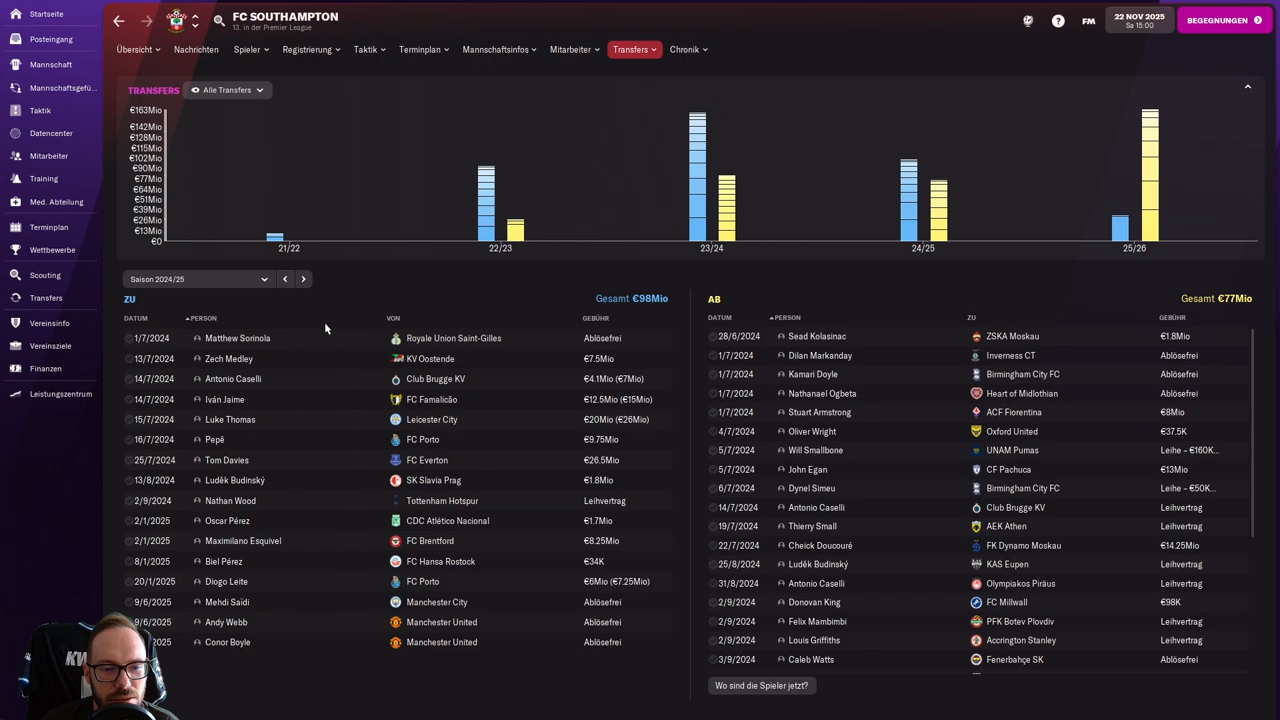 Startseite
Posteingang
Mannschaft
Mannschaftsgefü...
Taktik
Datencenter
Mitarbeiter
Training
Med. Abteilung
Terminplan
Wettbewerbe
Scouting
Transfers
Vereinsinfo
Vereinsziele
Finanzen
Leistungszentrum
FC SOUTHAMPTON
13. in der Premier League
FM
22 NOV 2025
Sa 15:00
BEGEGNUNGEN
Übersicht Nachrichten Spieler Registrierung Taktik Terminplan Mannschaftsinfos Mitarbeiter Transfers Chronik
TRANSFERS Alle Transfers
€163Mio
€142Mio
€128Mio
€115Mio
€102Mio
€90Mio
€77Mio
€64Mio
€51Mio
€39Mio
€26Mio
€13Mio
€0
21/22 22/23 23/24 24/25 25/26
Saison 2024/25
ZU Gesamt €98Mio
DATUM PERSON VON GEBÜHR
1/7/2024 Matthew Sorinola Royale Union Saint-Gilles Ablösefrei
13/7/2024 Zech Medley KV Oostende €7.5Mio
14/7/2024 Antonio Caselli Club Brugge KV €4.1Mio (€7Mio)
14/7/2024 Iván Jaime FC Famalicão €12.5Mio (€15Mio)
15/7/2024 Luke Thomas Leicester City €20Mio (€26Mio)
16/7/2024 Pepê FC Porto €9.75Mio
25/7/2024 Tom Davies FC Everton €26.5Mio
13/8/2024 Luděk Budinský SK Slavia Prag €1.8Mio
2/9/2024 Nathan Wood Tottenham Hotspur Leihvertrag
2/1/2025 Oscar Pérez CDC Atlético Nacional €1.7Mio
2/1/2025 Maximiliano Esquivel FC Brentford €8.25Mio
8/1/2025 Biel Pérez FC Hansa Rostock €34K
20/1/2025 Diogo Leite FC Porto €6Mio (€7.25Mio)
9/6/2025 Mehdi Saïdi Manchester City Ablösefrei
9/6/2025 Andy Webb Manchester United Ablösefrei
2025 Conor Boyle Manchester United Ablösefrei
AB Gesamt €77Mio
DATUM PERSON ZU GEBÜHR
28/6/2024 Sead Kolasinac ZSKA Moskau €1.8Mio
1/7/2024 Dilan Markanday Inverness CT Ablösefrei
1/7/2024 Kamari Doyle Birmingham City FC Ablösefrei
1/7/2024 Nathanael Ogbeta Heart of Midlothian Ablösefrei
1/7/2024 Stuart Armstrong ACF Fiorentina €8Mio
4/7/2024 Oliver Wright Oxford United €37.5K
5/7/2024 Will Smallbone UNAM Pumas Leihe – €160K...
5/7/2024 John Egan CF Pachuca €13Mio
6/7/2024 Dynel Simeu Birmingham City FC Leihe – €50K...
14/7/2024 Antonio Caselli Club Brugge KV Leihvertrag
19/7/2024 Thierry Small AEK Athen Leihvertrag
22/7/2024 Cheick Doucouré FK Dynamo Moskau €14.25Mio
25/8/2024 Luděk Budinský KAS Eupen Leihvertrag
31/8/2024 Antonio Caselli Olympiakos Piräus Leihvertrag
2/9/2024 Donovan King FC Millwall €98K
2/9/2024 Felix Mambimbi PFK Botev Plovdiv Leihvertrag
2/9/2024 Louis Griffiths Accrington Stanley Leihvertrag
3/9/2024 Caleb Watts Fenerbahçe SK Ablösefrei
Wo sind die Spieler jetzt?